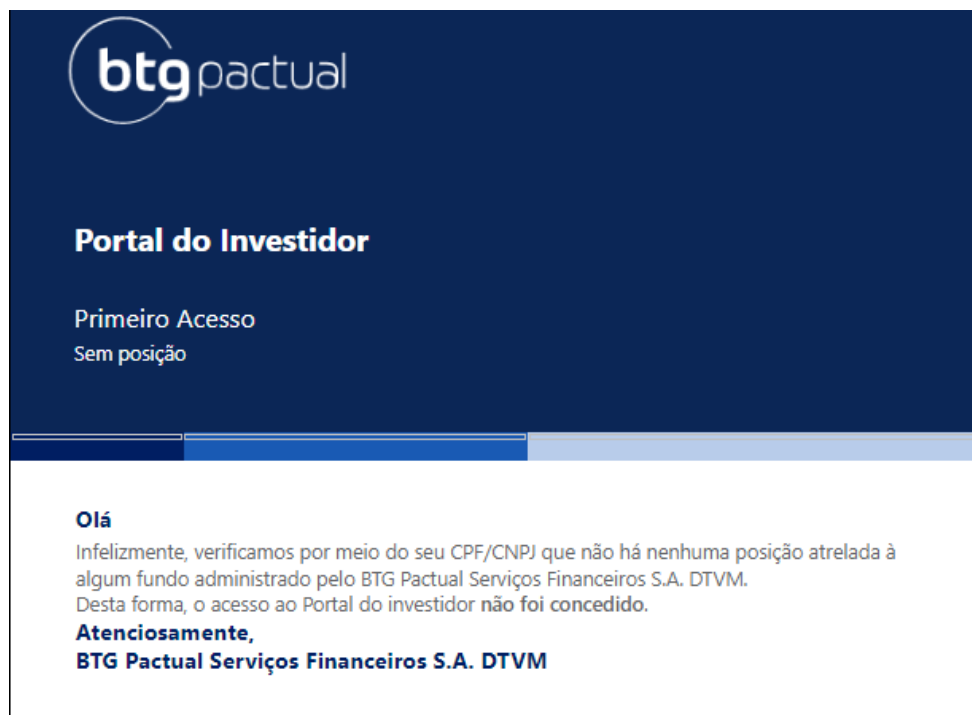 btg pactual
Portal do Investidor
Primeiro Acesso
Sem posição
Olá
Infelizmente, verificamos por meio do seu CPF/CNPJ que não há nenhuma posição atrelada à
algum fundo administrado pelo BTG Pactual Serviços Financeiros S.A. DTVM.
Desta forma, o acesso ao Portal do investidor não foi concedido.
Atenciosamente,
BTG Pactual Serviços Financeiros S.A. DTVM